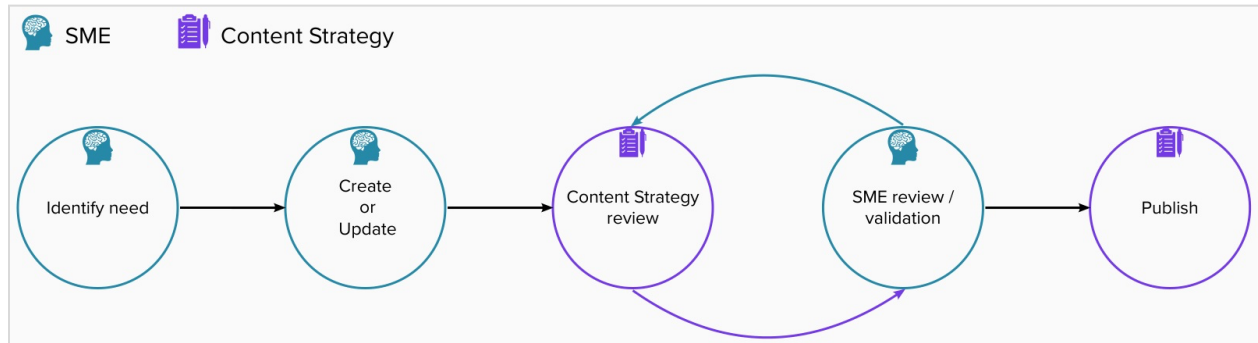 SME
Content Strategy
Identify need
Create
or
Update
Content Strategy
review
SME review /
validation
Publish